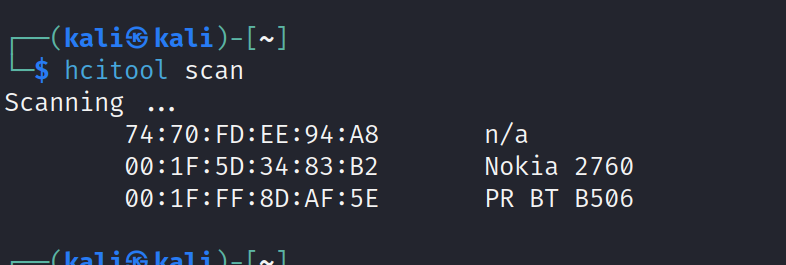 ┌──(kali㉿kali)-[~]
└─$ hcitool scan
Scanning ...
74:70:FD:EE:94:A8 n/a
00:1F:5D:34:83:B2 Nokia 2760
00:1F:FF:8D:AF:5E PR BT B506
┌──(kali㉿kali)-[~]